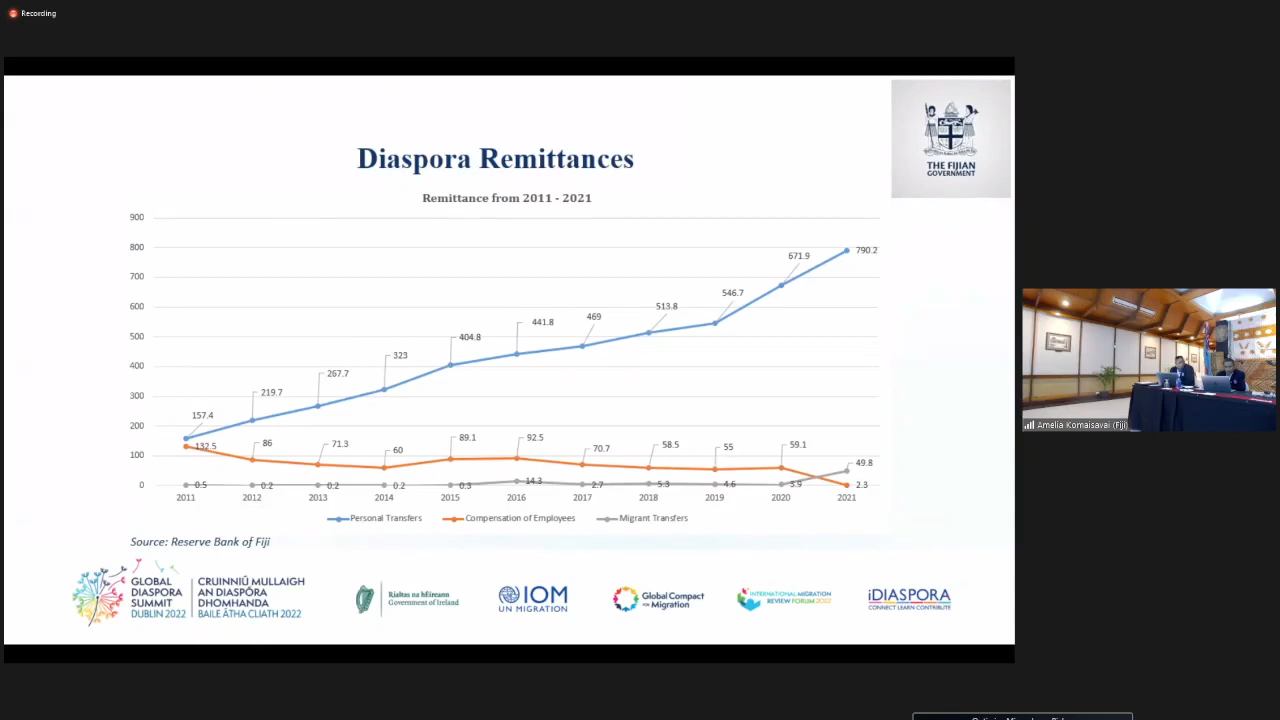 Recording
THE FIJIAN
GOVERNMENT
Diaspora Remittances
Remittance from 2011 - 2021
900
800
700
600
500
400
300
200
100
0
157.4
219.7
267.7
323
404.8
441.8
469
513.8
546.7
671.9
790.2
132.5
86
71.3
60
89.1
92.5
70.7
58.5
55
59.1
2.3
0.5
0.2
0.2
0.2
0.3
14.3
2.7
5.3
4.6
3.9
49.8
2011 2012 2013 2014 2015 2016 2017 2018 2019 2020 2021
Personal Transfers Compensation of Employees Migrant Transfers
Source: Reserve Bank of Fiji
GLOBAL
DIASPORA
SUMMIT
DUBLIN 2022
CRUINNIÚ MULLAIGH
AN DIASPÓRA
DHOMHANDA
BAILE ÁTHA CLIATH 2022
Rialtas na hÉireann
Government of Ireland
IOM
UN MIGRATION
Global Compact
for Migration
INTERNATIONAL MIGRATION
REVIEW FORUM 2022
iDIASPORA
CONNECT LEARN CONTRIBUTE
Amelia Komaisavai (Fiji)